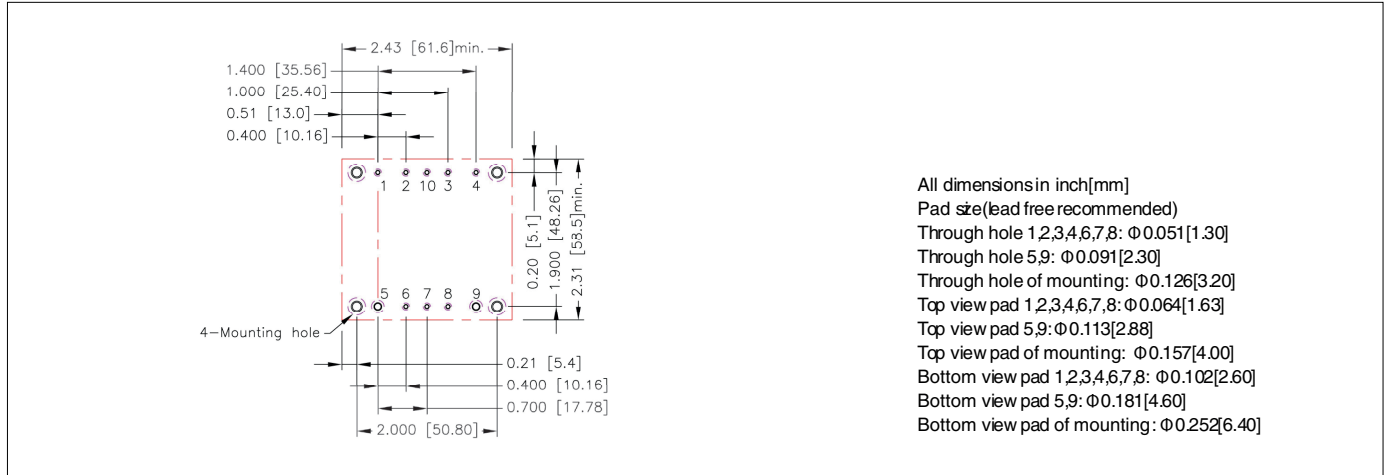 2.43 [61.6]min.
1.400 [35.56]
1.000 [25.40]
0.51 [13.0]
0.400 [10.16]
1 2 10 3 4
0.20 [5.1]
1.900 [48.26]
2.31 [58.5]min.
5 6 7 8 9
4-Mounting hole
0.21 [5.4]
0.400 [10.16]
0.700 [17.78]
2.000 [50.80]
All dimensions in inch[mm]
Pad size(lead free recommended)
Through hole 1,2,3,4,6,7,8: Φ0.051[1.30]
Through hole 5,9: Φ0.091[2.30]
Through hole of mounting: Φ0.126[3.20]
Top view pad 1,2,3,4,6,7,8: Φ0.064[1.63]
Top view pad 5,9: Φ0.113[2.88]
Top view pad of mounting: Φ0.157[4.00]
Bottom view pad 1,2,3,4,6,7,8: Φ0.102[2.60]
Bottom view pad 5,9: Φ0.181[4.60]
Bottom view pad of mounting: Φ0.252[6.40]